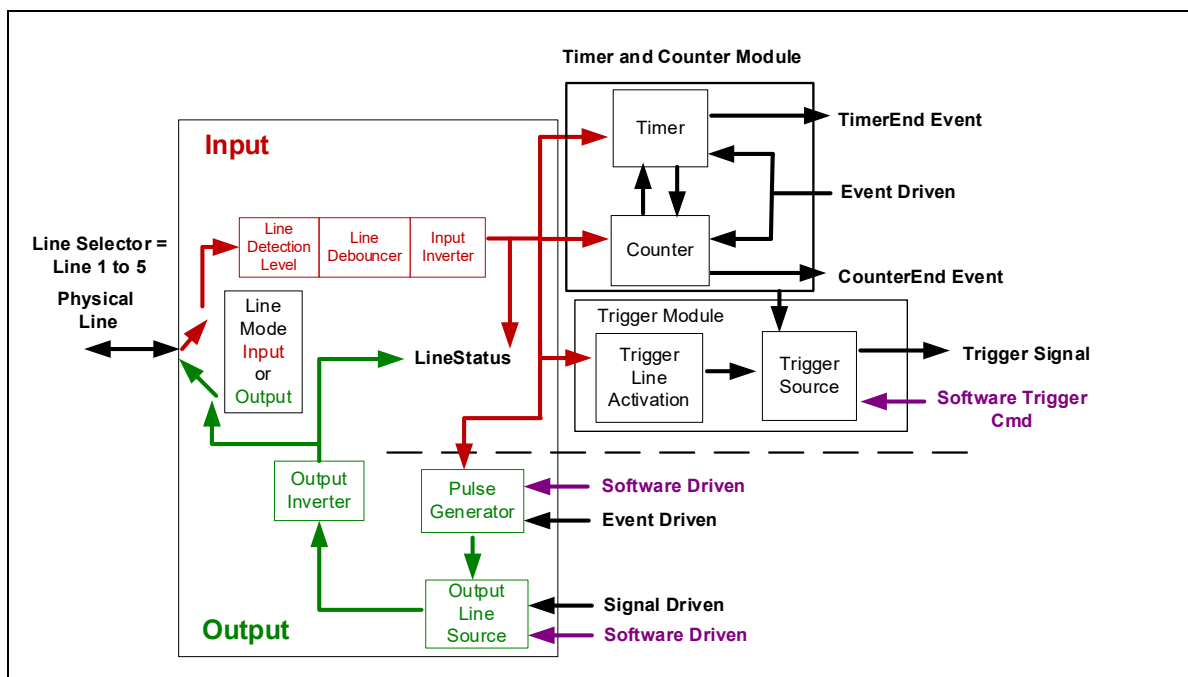 Timer and Counter Module
Timer
TimerEnd Event
Event Driven
Counter
CounterEnd Event
Input
Line
Detection
Level
Line
Debouncer
Input
Inverter
Line Selector =
Line 1 to 5
Physical
Line
Line
Mode
Input
or
Output
LineStatus
Trigger Module
Trigger
Line
Activation
Trigger
Source
Trigger Signal
Software Trigger
Cmd
Output
Inverter
Pulse
Generator
Software Driven
Event Driven
Output
Line
Source
Signal Driven
Software Driven
Output